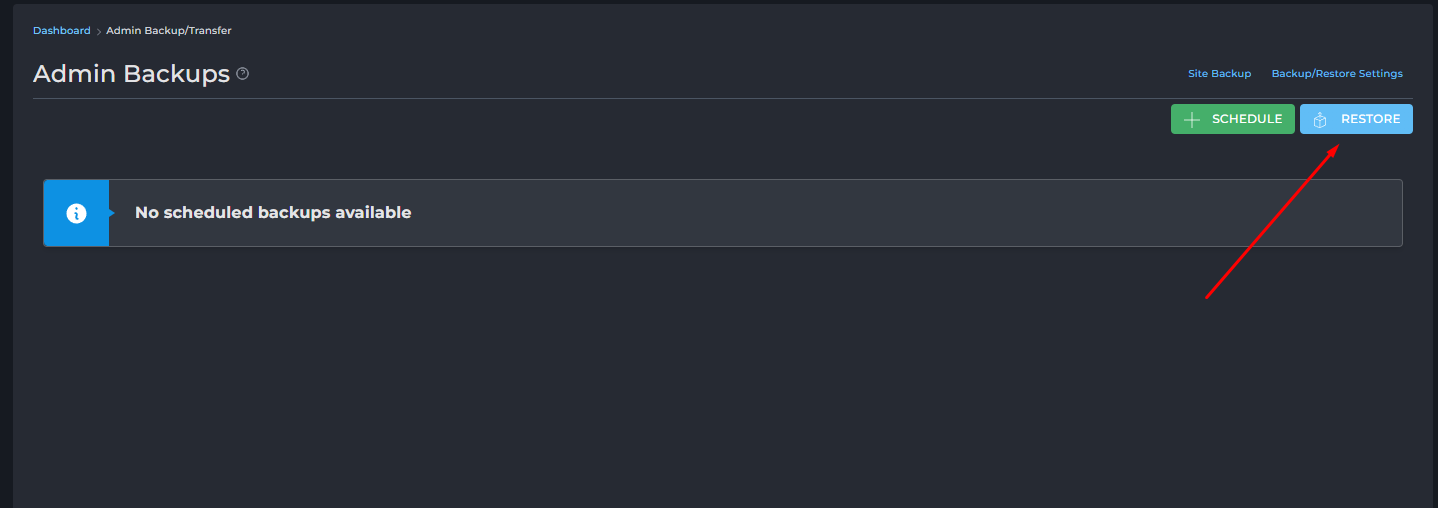 Dashboard > Admin Backup/Transfer
Admin Backups
Site Backup Backup/Restore Settings
SCHEDULE RESTORE
No scheduled backups available